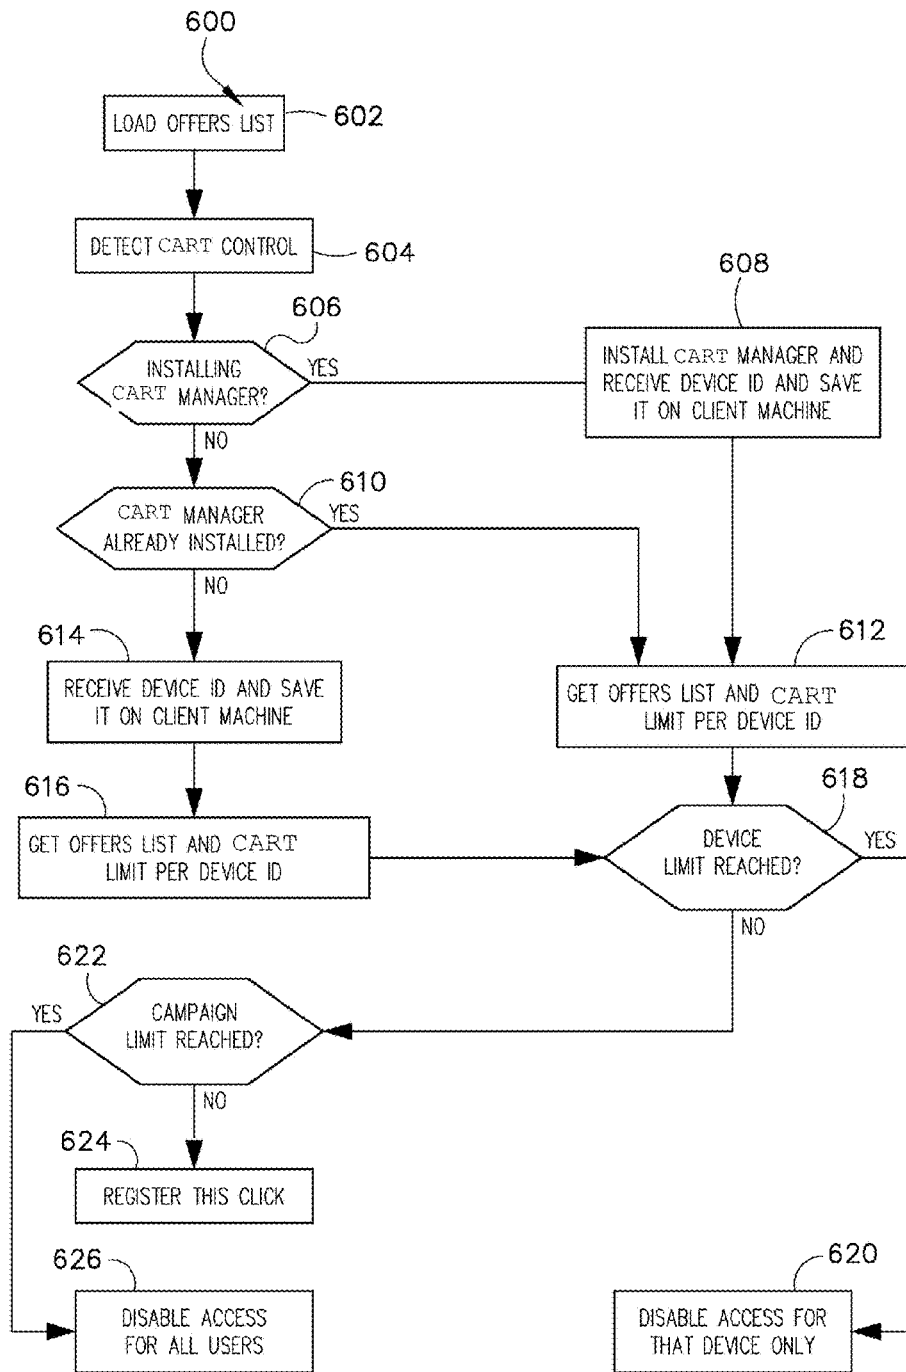 600
LOAD OFFERS LIST
602
DETECT CART CONTROL
604
606
INSTALLING
CART MANAGER?
YES
NO
608
INSTALL CART MANAGER AND
RECEIVE DEVICE ID AND SAVE
IT ON CLIENT MACHINE
610
CART MANAGER
ALREADY INSTALLED?
YES
NO
614
RECEIVE DEVICE ID AND SAVE
IT ON CLIENT MACHINE
612
GET OFFERS LIST AND CART
LIMIT PER DEVICE ID
616
GET OFFERS LIST AND CART
LIMIT PER DEVICE ID
618
DEVICE
LIMIT REACHED?
YES
NO
622
YES
CAMPAIGN
LIMIT REACHED?
NO
624
REGISTER THIS CLICK
626
DISABLE ACCESS
FOR ALL USERS
620
DISABLE ACCESS FOR
THAT DEVICE ONLY